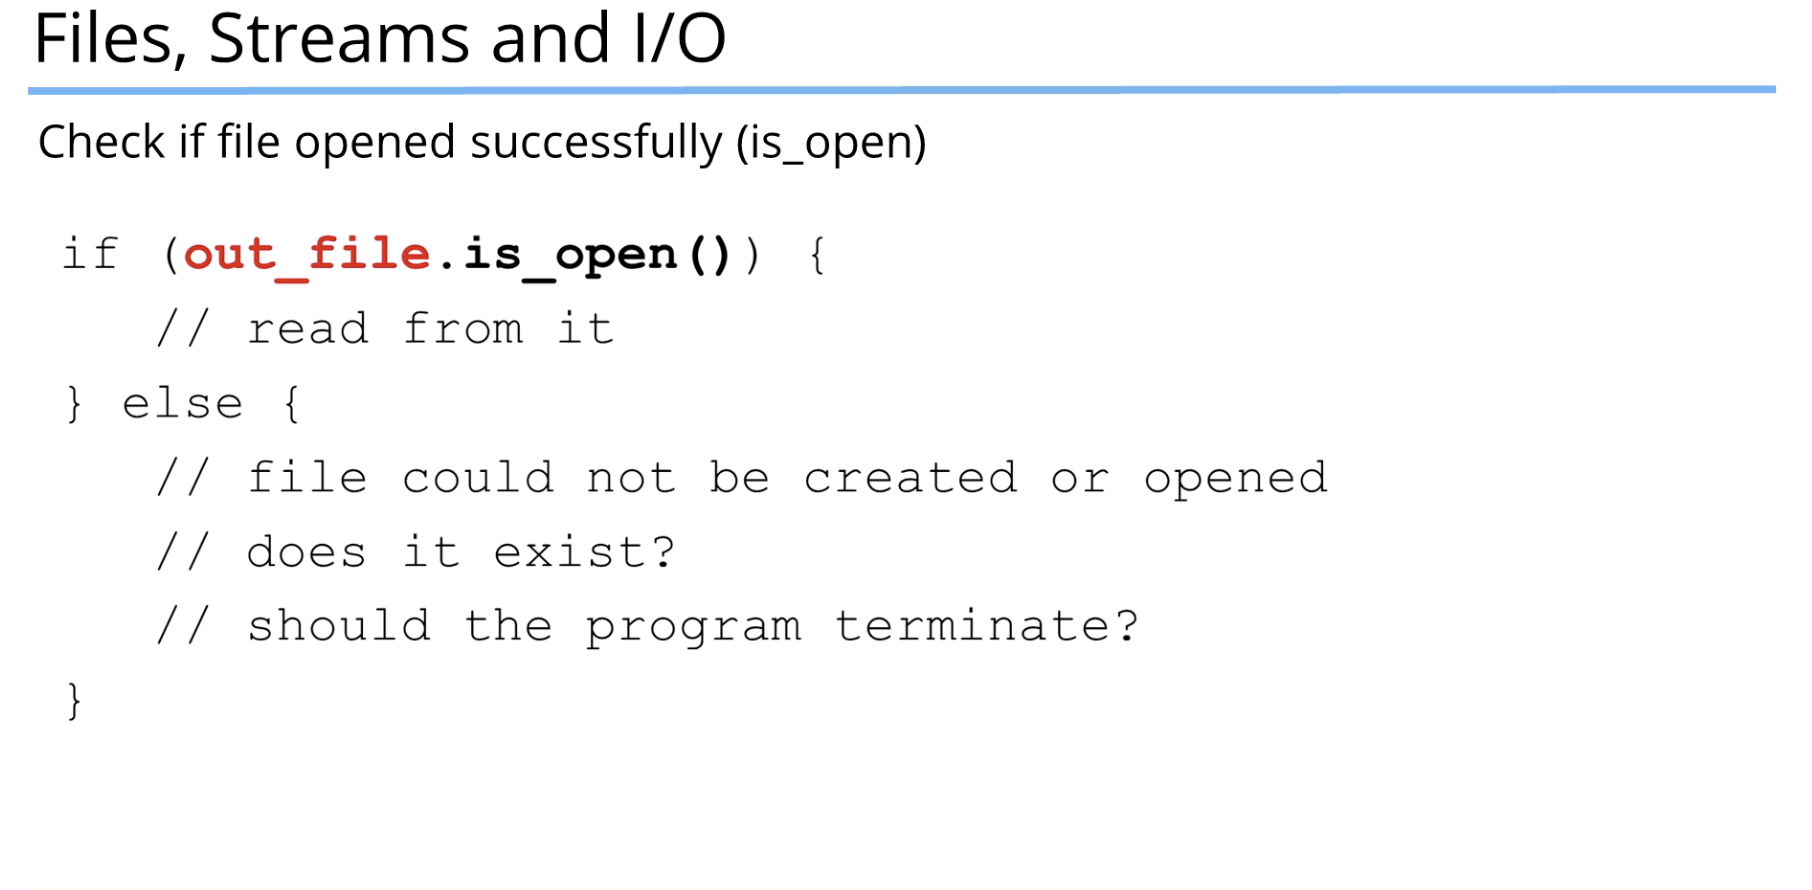 Files, Streams and I/O
Check if file opened successfully (is_open)
if (out_file.is_open()) {
// read from it
} else {
// file could not be created or opened
// does it exist?
// should the program terminate?
}